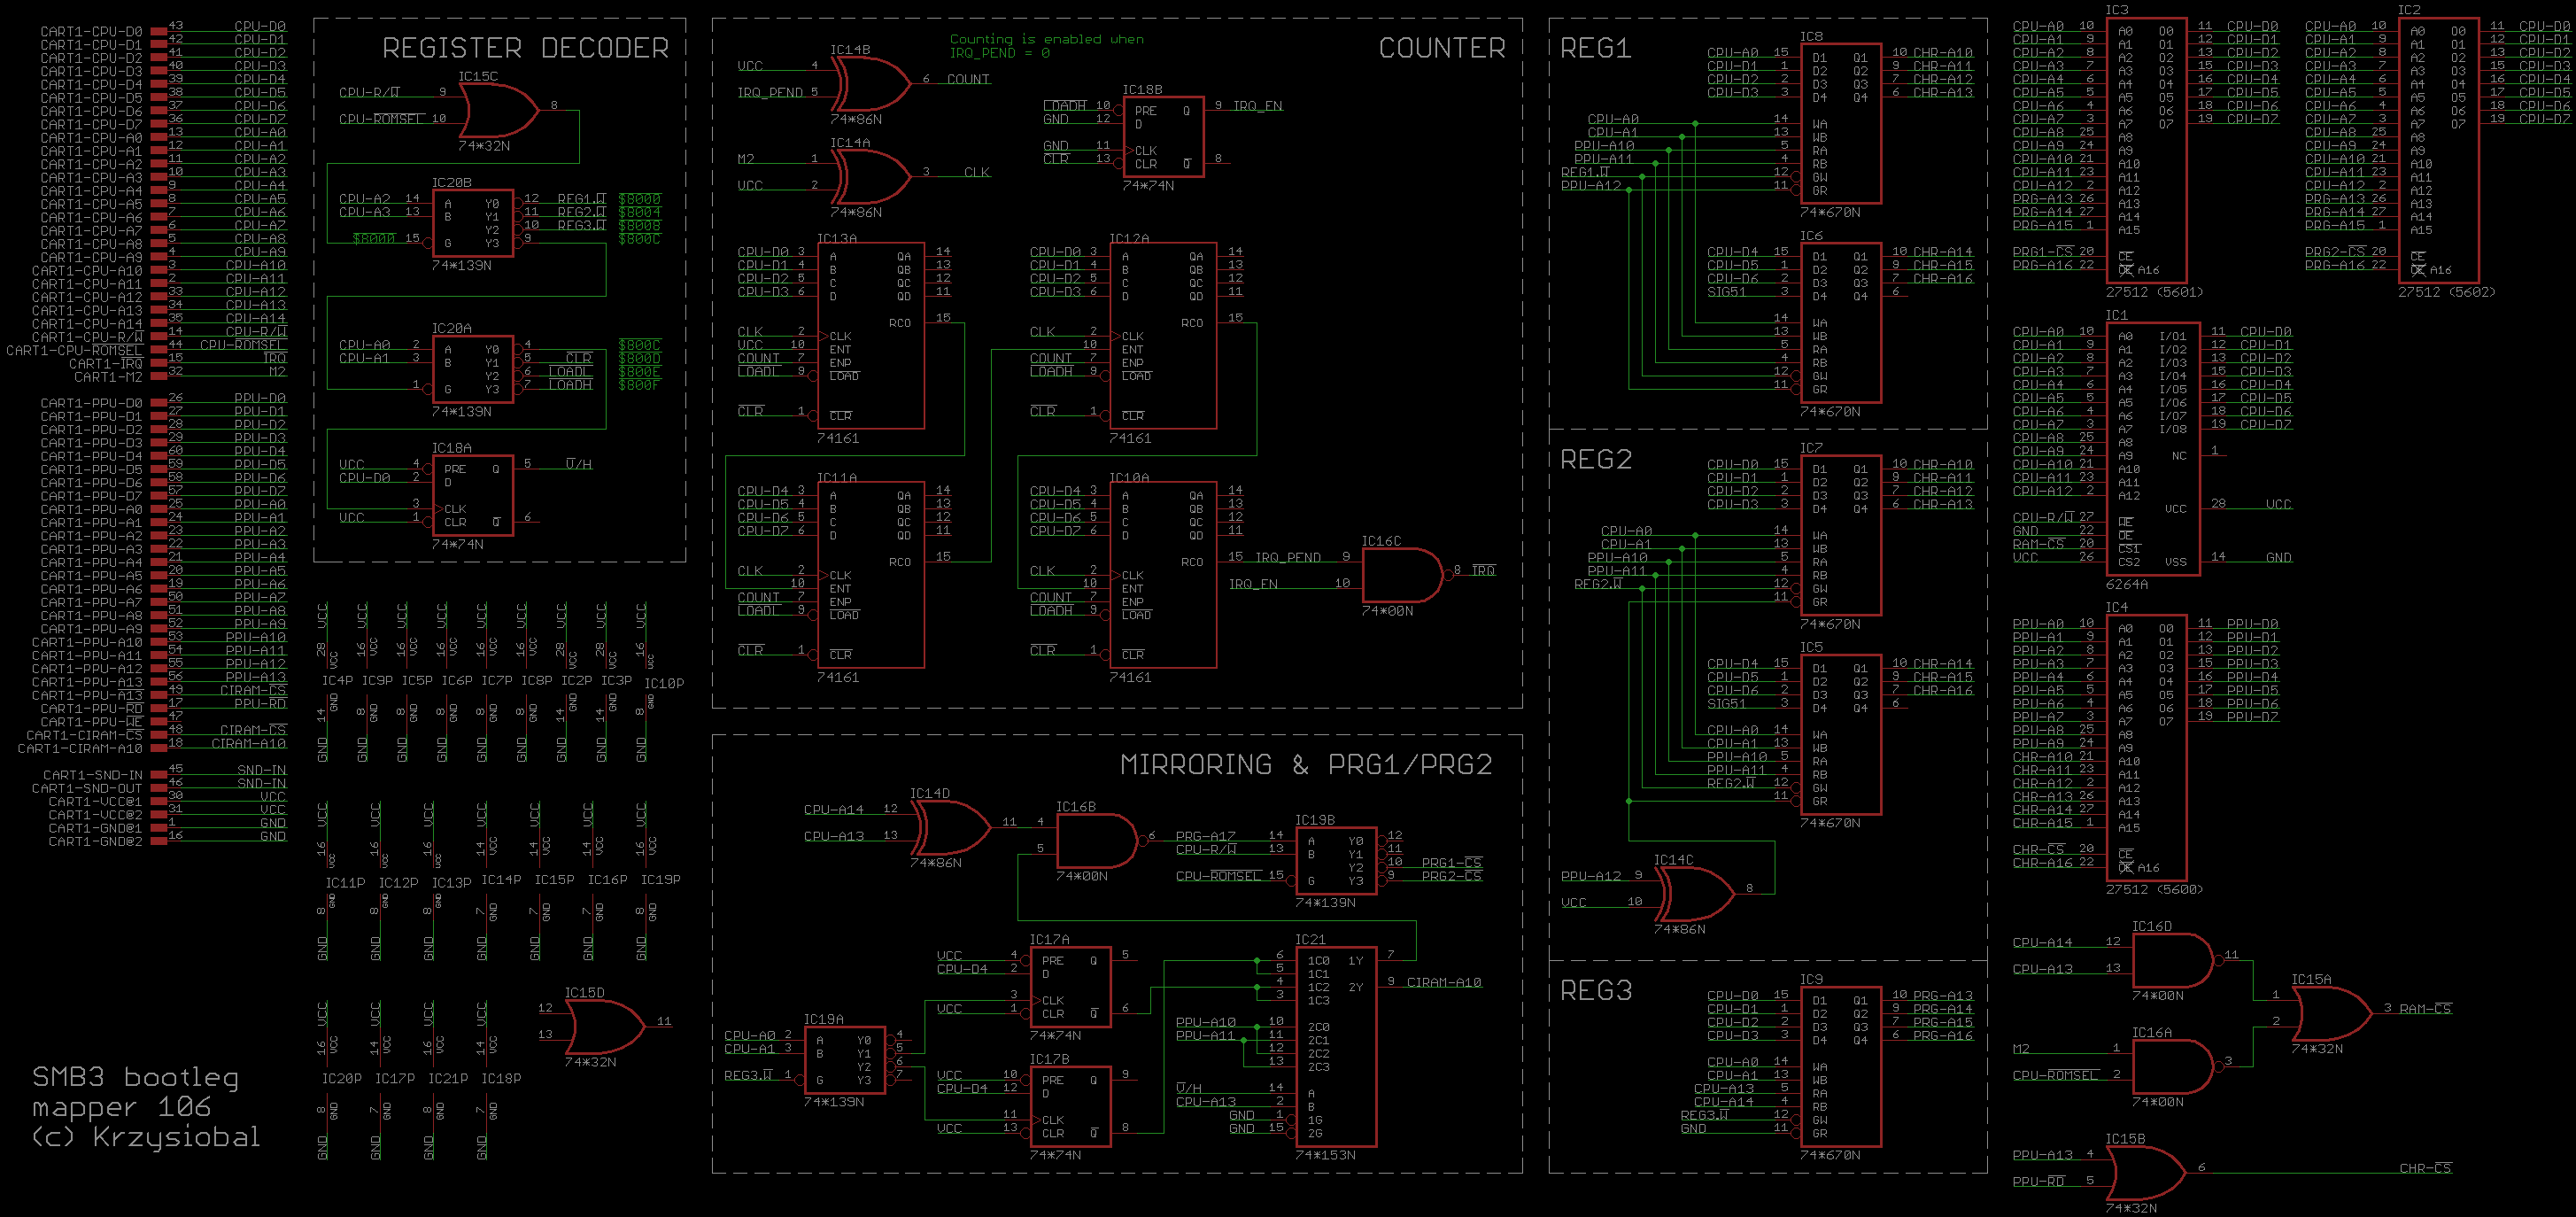 CART1-CPU-D0 43 CPU-D0
CART1-CPU-D1 42 CPU-D1
CART1-CPU-D2 41 CPU-D2
CART1-CPU-D3 40 CPU-D3
CART1-CPU-D4 39 CPU-D4
CART1-CPU-D5 38 CPU-D5
CART1-CPU-D6 37 CPU-D6
CART1-CPU-D7 36 CPU-D7
CART1-CPU-A0 13 CPU-A0
CART1-CPU-A1 12 CPU-A1
CART1-CPU-A2 11 CPU-A2
CART1-CPU-A3 10 CPU-A3
CART1-CPU-A4 9 CPU-A4
CART1-CPU-A5 8 CPU-A5
CART1-CPU-A6 7 CPU-A6
CART1-CPU-A7 6 CPU-A7
CART1-CPU-A8 5 CPU-A8
CART1-CPU-A9 4 CPU-A9
CART1-CPU-A10 3 CPU-A10
CART1-CPU-A11 2 CPU-A11
CART1-CPU-A12 33 CPU-A12
CART1-CPU-A13 34 CPU-A13
CART1-CPU-A14 35 CPU-A14
CART1-CPU-R/W 14 CPU-R/W
CART1-CPU-ROMSEL 44 CPU-ROMSEL
CART1-IRQ 15 IRQ
CART1-M2 32 M2
CART1-PPU-D0 26 PPU-D0
CART1-PPU-D1 27 PPU-D1
CART1-PPU-D2 28 PPU-D2
CART1-PPU-D3 29 PPU-D3
CART1-PPU-D4 60 PPU-D4
CART1-PPU-D5 59 PPU-D5
CART1-PPU-D6 58 PPU-D6
CART1-PPU-D7 57 PPU-D7
CART1-PPU-A0 25 PPU-A0
CART1-PPU-A1 24 PPU-A1
CART1-PPU-A2 23 PPU-A2
CART1-PPU-A3 22 PPU-A3
CART1-PPU-A4 21 PPU-A4
CART1-PPU-A5 20 PPU-A5
CART1-PPU-A6 19 PPU-A6
CART1-PPU-A7 50 PPU-A7
CART1-PPU-A8 51 PPU-A8
CART1-PPU-A9 52 PPU-A9
CART1-PPU-A10 53 PPU-A10
CART1-PPU-A11 54 PPU-A11
CART1-PPU-A12 55 PPU-A12
CART1-PPU-A13 56 PPU-A13
CART1-PPU-A13 49 CIRAM-CS
CART1-PPU-RD 17 PPU-RD
CART1-PPU-WE 47
CART1-CIRAM-CS 48 CIRAM-CS
CART1-CIRAM-A10 18 CIRAM-A10
CART1-SND-IN 45 SND-IN
CART1-SND-OUT 46 SND-IN
CART1-VCC@1 30 VCC
CART1-VCC@2 31 VCC
CART1-GND@1 1 GND
CART1-GND@2 16 GND
SMB3 bootleg
mapper 106
(c) Krzysiobal
REGISTER DECODER
IC15C
CPU-R/W 9 8
CPU-ROMSEL 10
74*32N
IC20B
CPU-A2 14 A Y0 12 REG1.W $8000
CPU-A3 13 B Y1 11 REG2.W $8004
Y2 10 REG3.W $8008
$8000 15 G Y3 9 $800C
74*139N
IC20A
CPU-A0 2 A Y0 4 $800C
CPU-A1 3 B Y1 5 CLR $800D
Y2 6 LOADL $800E
1 G Y3 7 LOADH $800F
74*139N
IC18A
VCC 4 PRE Q 5 U/H
CPU-D0 2 D
3 CLK
VCC 1 CLR Q 6
74*74N
VCC VCC VCC VCC VCC VCC VCC VCC VCC
28 16 16 16 16 16 28 28 16
VCC VCC VCC VCC VCC VCC VCC VCC VCC
IC4P IC9P IC5P IC6P IC7P IC8P IC2P IC3P IC10P
14 8 8 8 8 8 14 14 8
GND GND GND GND GND GND GND GND GND
GND GND GND GND GND GND GND GND GND
VCC VCC VCC VCC VCC VCC VCC
16 16 16 14 14 14 16
VCC VCC VCC VCC VCC VCC VCC
IC11P IC12P IC13P IC14P IC15P IC16P IC19P
8 8 8 7 7 7 8
GND GND GND GND GND GND GND
GND GND GND GND GND GND GND
VCC VCC VCC VCC
16 14 16 14
VCC VCC VCC VCC
IC20P IC17P IC21P IC18P
8 7 8 7
GND GND GND GND
GND GND GND GND
IC15D
12
13 11
74*32N
COUNTER
Counting is enabled when
IRQ_PEND = 0
IC14B
VCC 4 6 COUNT
IRQ_PEND 5
74*86N
IC14A
M2 1 3 CLK
VCC 2
74*86N
IC18B
LOADH 10 PRE Q 9 IRQ_EN
GND 12 D
GND 11 CLK
CLR 13 CLR Q 8
74*74N
IC13A
CPU-D0 3 A QA 14
CPU-D1 4 B QB 13
CPU-D2 5 C QC 12
CPU-D3 6 D QD 11
RCO 15
CLK 2 CLK
VCC 10 ENT
COUNT 7 ENP
LOADL 9 LOAD
CLR 1 CLR
74161
IC12A
CPU-D0 3 A QA 14
CPU-D1 4 B QB 13
CPU-D2 5 C QC 12
CPU-D3 6 D QD 11
RCO 15
CLK 2 CLK
10 ENT
COUNT 7 ENP
LOADH 9 LOAD
CLR 1 CLR
74161
IC11A
CPU-D4 3 A QA 14
CPU-D5 4 B QB 13
CPU-D6 5 C QC 12
CPU-D7 6 D QD 11
RCO 15
CLK 2 CLK
10 ENT
COUNT 7 ENP
LOADL 9 LOAD
CLR 1 CLR
74161
IC10A
CPU-D4 3 A QA 14
CPU-D5 4 B QB 13
CPU-D6 5 C QC 12
CPU-D7 6 D QD 11
RCO 15 IRQ_PEND
CLK 2 CLK
10 ENT
COUNT 7 ENP
LOADH 9 LOAD
CLR 1 CLR
74161
IC16C
9 8 IRQ
IRQ_EN 10
74*00N
MIRRORING & PRG1/PRG2
IC14D
CPU-A14 12 11
CPU-A13 13
74*86N
IC16B
4 6
5
74*00N
IC19B
PRG-A17 14 A Y0 12
CPU-R/W 13 B Y1 11
Y2 10 PRG1-CS
CPU-ROMSEL 15 G Y3 9 PRG2-CS
74*139N
IC17A
VCC 4 PRE Q 5
CPU-D4 2 D
3 CLK
VCC 1 CLR Q 6
74*74N
IC19A
CPU-A0 2 A Y0 4
CPU-A1 3 B Y1 5
Y2 6
REG3.W 1 G Y3 7
74*139N
IC17B
VCC 10 PRE Q 9
CPU-D4 12 D
11 CLK
VCC 13 CLR Q 8
74*74N
IC21
6 1C0 1Y 7
5 1C1
4 1C2 2Y 9 CIRAM-A10
3 1C3
PPU-A10 10 2C0
PPU-A11 11 2C1
12 2C2
13 2C3
U/H 14 A
CPU-A13 2 B
GND 1 1G
GND 15 2G
74*153N
REG1
IC8
CPU-A0 15 D1 Q1 10 CHR-A10
CPU-D1 1 D2 Q2 9 CHR-A11
CPU-D2 2 D3 Q3 7 CHR-A12
CPU-D3 3 D4 Q4 6 CHR-A13
CPU-A0 14 WA
CPU-A1 13 WB
PPU-A10 5 RA
PPU-A11 4 RB
REG1.W 12 GW
PPU-A12 11 GR
74*670N
IC6
CPU-D4 15 D1 Q1 10 CHR-A14
CPU-D5 1 D2 Q2 9 CHR-A15
CPU-D6 2 D3 Q3 7 CHR-A16
SIG51 3 D4 Q4 6
14 WA
13 WB
5 RA
4 RB
12 GW
11 GR
74*670N
REG2
IC7
CPU-D0 15 D1 Q1 10 CHR-A10
CPU-D1 1 D2 Q2 9 CHR-A11
CPU-D2 2 D3 Q3 7 CHR-A12
CPU-D3 3 D4 Q4 6 CHR-A13
CPU-A0 14 WA
CPU-A1 13 WB
PPU-A10 5 RA
PPU-A11 4 RB
REG2.W 12 GW
11 GR
74*670N
IC5
CPU-D4 15 D1 Q1 10 CHR-A14
CPU-D5 1 D2 Q2 9 CHR-A15
CPU-D6 2 D3 Q3 7 CHR-A16
SIG51 3 D4 Q4 6
CPU-A0 14 WA
CPU-A1 13 WB
PPU-A10 5 RA
PPU-A11 4 RB
REG2.W 12 GW
11 GR
74*670N
IC14C
PPU-A12 9 8
VCC 10
74*86N
REG3
IC9
CPU-D0 15 D1 Q1 10 PRG-A13
CPU-D1 1 D2 Q2 9 PRG-A14
CPU-D2 2 D3 Q3 7 PRG-A15
CPU-D3 3 D4 Q4 6 PRG-A16
CPU-A0 14 WA
CPU-A1 13 WB
CPU-A13 5 RA
CPU-A14 4 RB
REG3.W 12 GW
GND 11 GR
74*670N
IC3
CPU-A0 10 A0 O0 11 CPU-D0
CPU-A1 9 A1 O1 12 CPU-D1
CPU-A2 8 A2 O2 13 CPU-D2
CPU-A3 7 A3 O3 15 CPU-D3
CPU-A4 6 A4 O4 16 CPU-D4
CPU-A5 5 A5 O5 17 CPU-D5
CPU-A6 4 A6 O6 18 CPU-D6
CPU-A7 3 A7 O7 19 CPU-D7
CPU-A8 25 A8
CPU-A9 24 A9
CPU-A10 21 A10
CPU-A11 23 A11
CPU-A12 2 A12
PRG-A13 26 A13
PRG-A14 27 A14
PRG-A15 1 A15
PRG1-CS 20 CE
PRG-A16 22 OE A16
27512 (5601)
IC2
CPU-A0 10 A0 O0 11 CPU-D0
CPU-A1 9 A1 O1 12 CPU-D1
CPU-A2 8 A2 O2 13 CPU-D2
CPU-A3 7 A3 O3 15 CPU-D3
CPU-A4 6 A4 O4 16 CPU-D4
CPU-A5 5 A5 O5 17 CPU-D5
CPU-A6 4 A6 O6 18 CPU-D6
CPU-A7 3 A7 O7 19 CPU-D7
CPU-A8 25 A8
CPU-A9 24 A9
CPU-A10 21 A10
CPU-A11 23 A11
CPU-A12 2 A12
PRG-A13 26 A13
PRG-A14 27 A14
PRG-A15 1 A15
PRG2-CS 20 CE
PRG-A16 22 OE A16
27512 (5602)
IC1
CPU-A0 10 A0 I/O1 11 CPU-D0
CPU-A1 9 A1 I/O2 12 CPU-D1
CPU-A2 8 A2 I/O3 13 CPU-D2
CPU-A3 7 A3 I/O4 15 CPU-D3
CPU-A4 6 A4 I/O5 16 CPU-D4
CPU-A5 5 A5 I/O6 17 CPU-D5
CPU-A6 4 A6 I/O7 18 CPU-D6
CPU-A7 3 A7 I/O8 19 CPU-D7
CPU-A8 25 A8
CPU-A9 24 A9 NC 1
CPU-A10 21 A10
CPU-A11 23 A11
CPU-A12 2 A12
VCC 28 VCC
CPU-R/W 27 WE
GND 22 OE
RAM-CS 20 CS1
VCC 26 CS2 VSS 14 GND
6264A
IC4
PPU-A0 10 A0 O0 11 PPU-D0
PPU-A1 9 A1 O1 12 PPU-D1
PPU-A2 8 A2 O2 13 PPU-D2
PPU-A3 7 A3 O3 15 PPU-D3
PPU-A4 6 A4 O4 16 PPU-D4
PPU-A5 5 A5 O5 17 PPU-D5
PPU-A6 4 A6 O6 18 PPU-D6
PPU-A7 3 A7 O7 19 PPU-D7
PPU-A8 25 A8
PPU-A9 24 A9
CHR-A10 21 A10
CHR-A11 23 A11
CHR-A12 2 A12
CHR-A13 26 A13
CHR-A14 27 A14
CHR-A15 1 A15
CHR-CS 20 CE
CHR-A16 22 OE A16
27512 (5600)
IC16D
CPU-A14 12 11
CPU-A13 13
74*00N
IC15A
1 3 RAM-CS
2
74*32N
IC16A
M2 1 3
CPU-ROMSEL 2
74*00N
IC15B
PPU-A13 4 6 CHR-CS
PPU-RD 5
74*32N